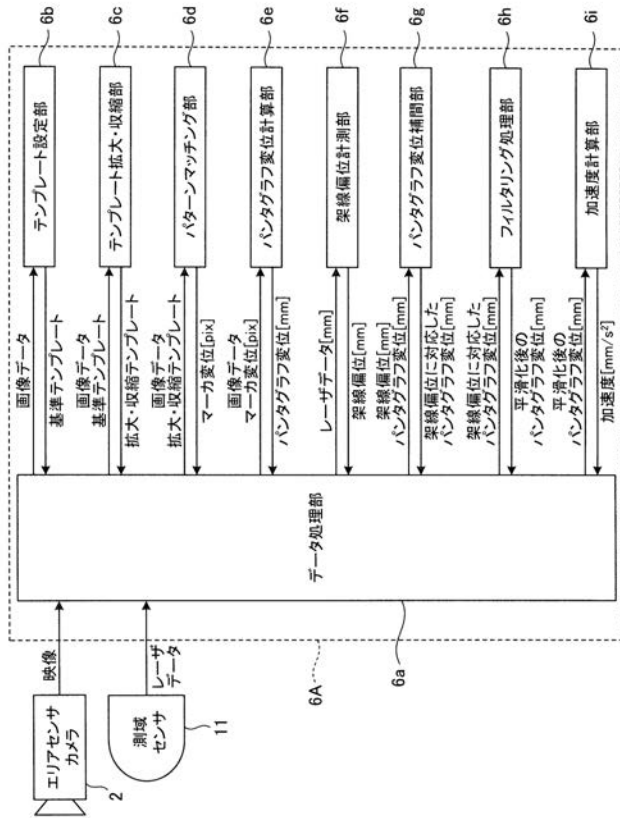 エリアセンサ
カメラ
2
映像
測域
センサ
11
レーザ
データ
6A
データ処理部
6a
画像データ
基準テンプレート
テンプレート設定部
6b
画像データ
基準テンプレート
拡大・収縮テンプレート
テンプレート拡大・収縮部
6c
画像データ
拡大・収縮テンプレート
マーカ変位[pix]
パターンマッチング部
6d
画像データ
マーカ変位[pix]
パンタグラフ変位[mm]
パンタグラフ変位計算部
6e
レーザデータ[mm]
架線偏位[mm]
架線偏位計測部
6f
架線偏位[mm]
パンタグラフ変位[mm]
架線偏位に対応した
パンタグラフ変位[mm]
パンタグラフ変位補間部
6g
架線偏位に対応した
パンタグラフ変位[mm]
平滑化後の
パンタグラフ変位[mm]
フィルタリング処理部
6h
平滑化後の
パンタグラフ変位[mm]
加速度[mm/s²]
加速度計算部
6i